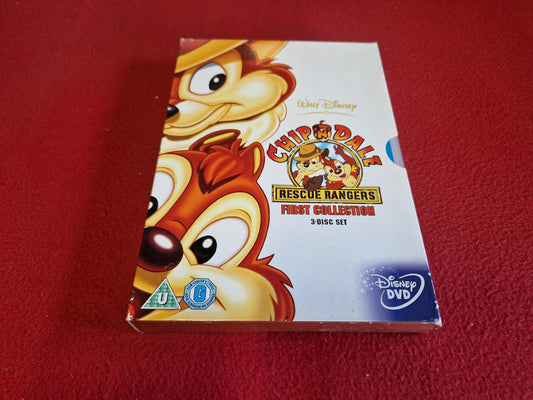 Walt Disney
CHIP 'N DALE
RESCUE RANGERS
FIRST COLLECTION
3-DISC SET
U
Disney
DVD